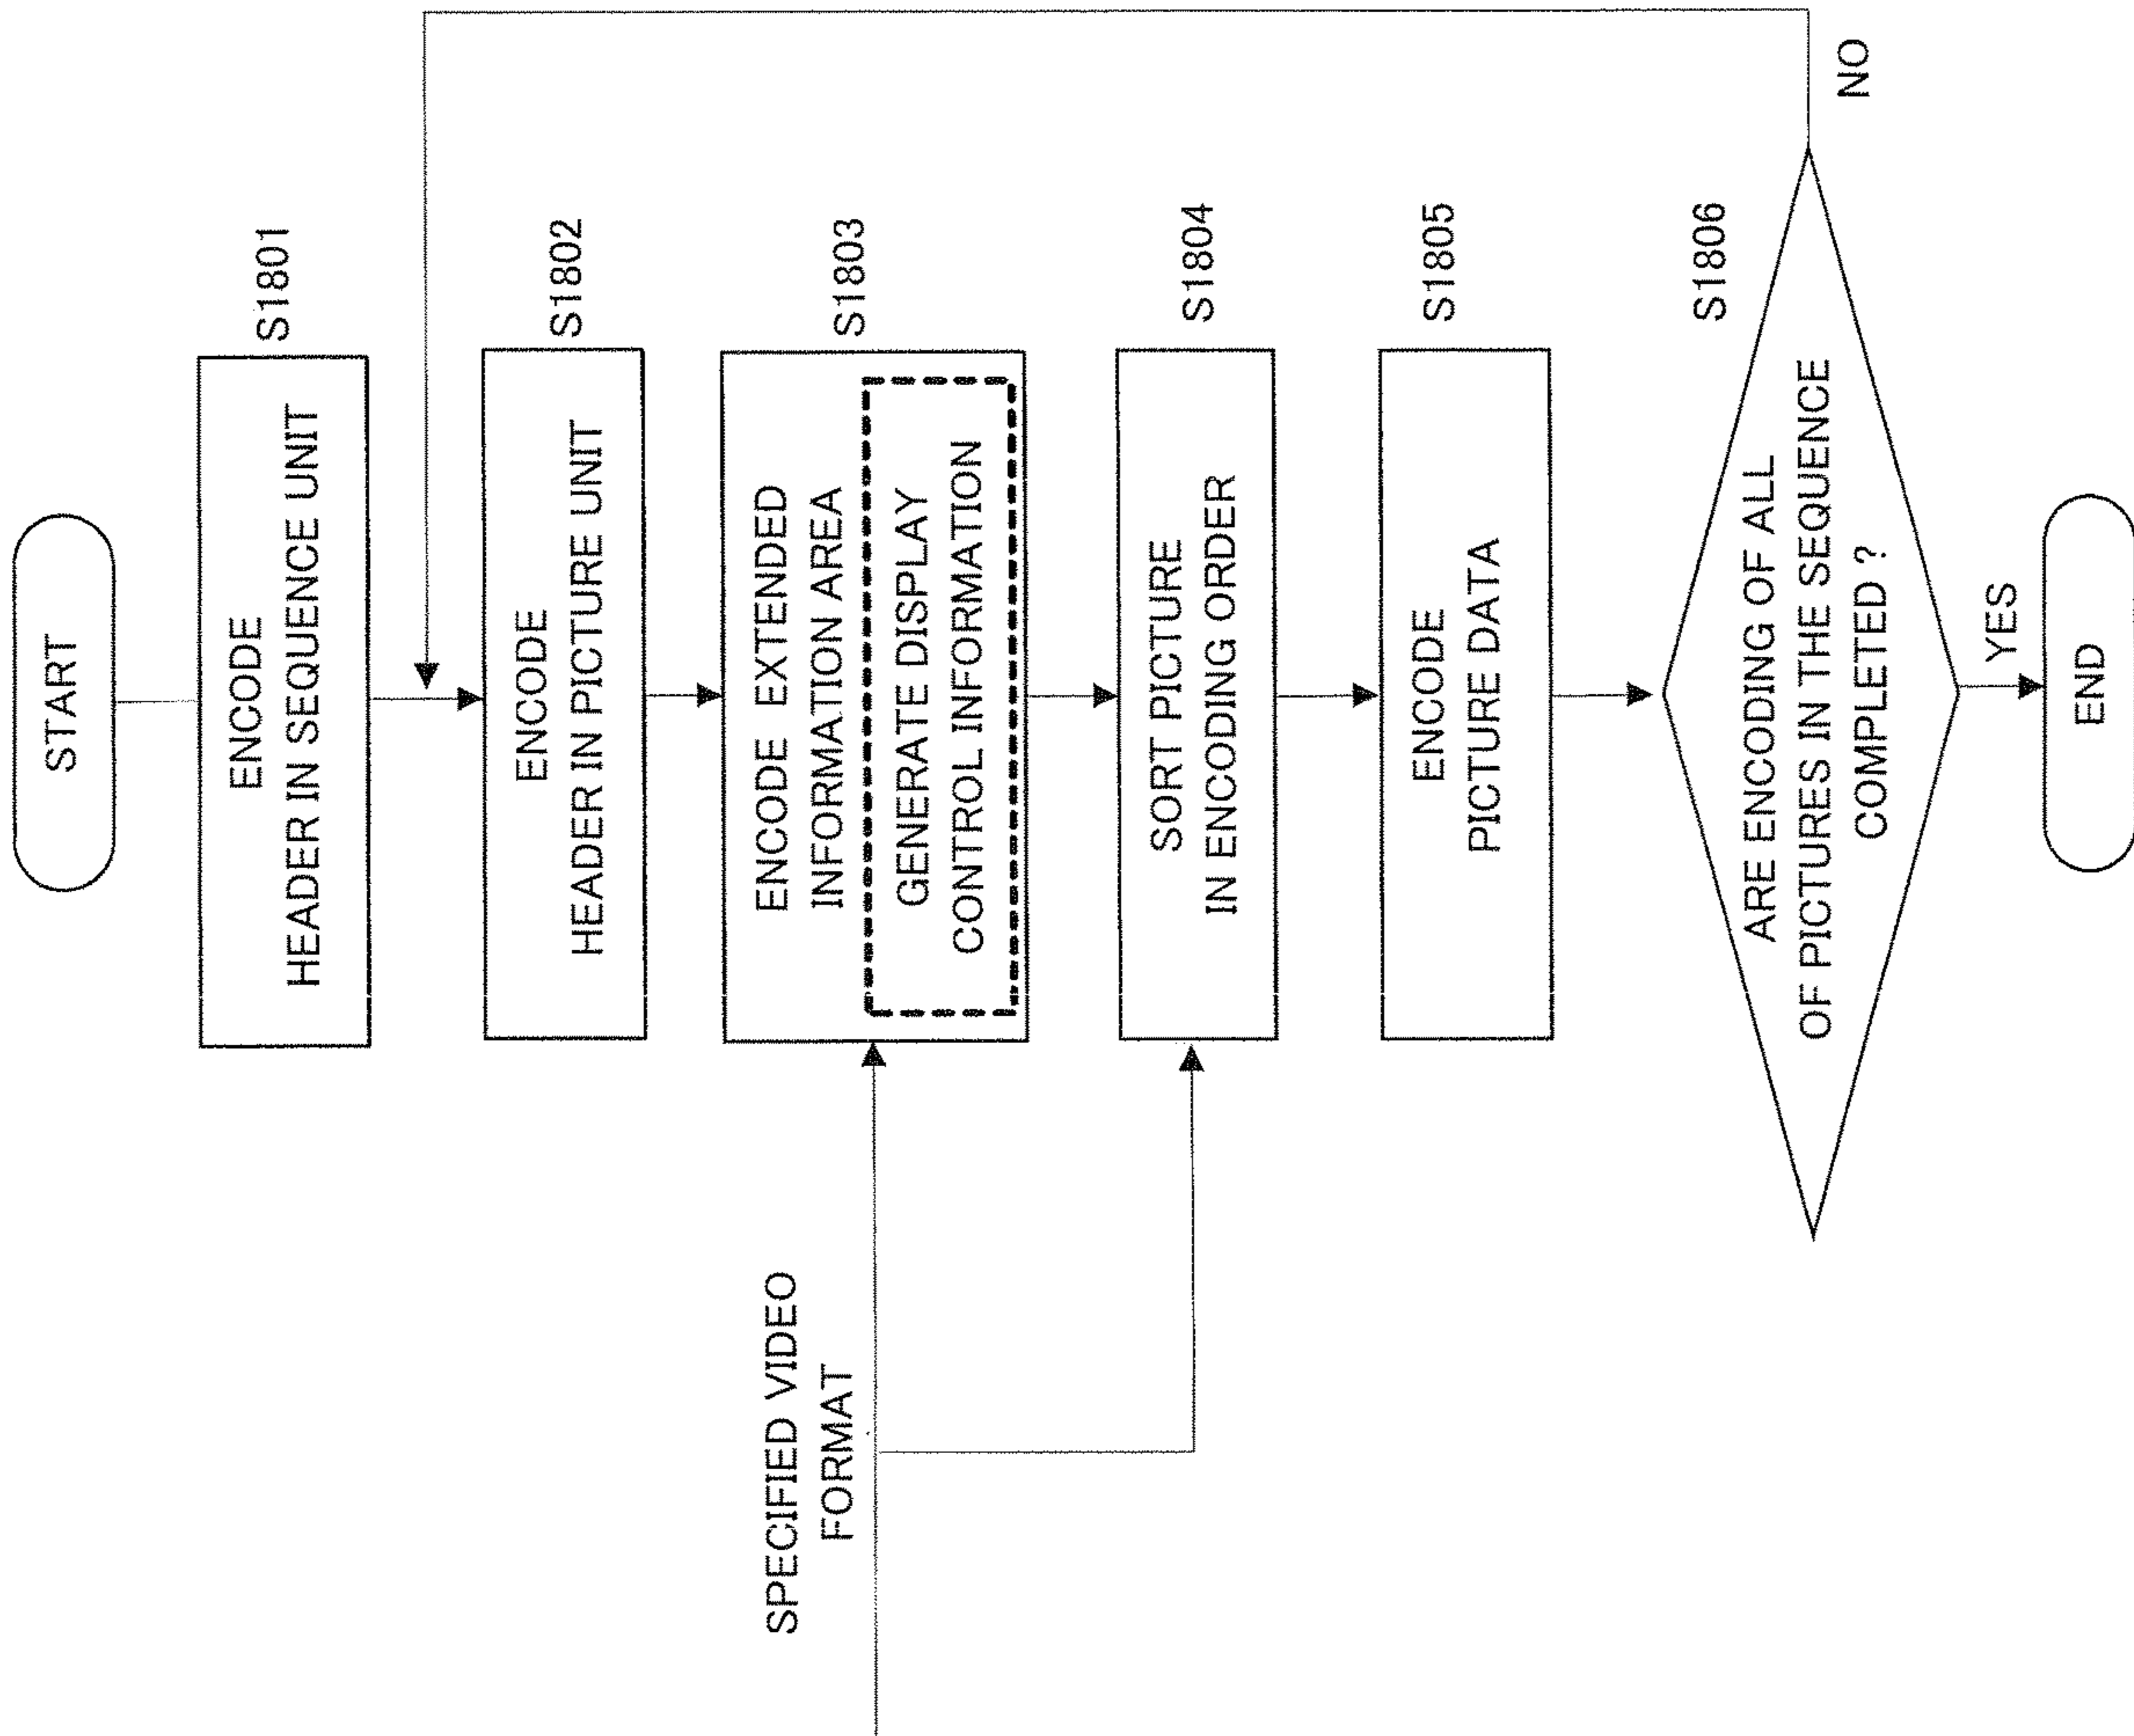 START
S1801
ENCODE
HEADER IN SEQUENCE UNIT
S1802
ENCODE
HEADER IN PICTURE UNIT
S1803
ENCODE EXTENDED
INFORMATION AREA
GENERATE DISPLAY
CONTROL INFORMATION
SPECIFIED VIDEO
FORMAT
S1804
SORT PICTURE
IN ENCODING ORDER
S1805
ENCODE
PICTURE DATA
S1806
ARE ENCODING OF ALL
OF PICTURES IN THE SEQUENCE
COMPLETED ?
NO
YES
END